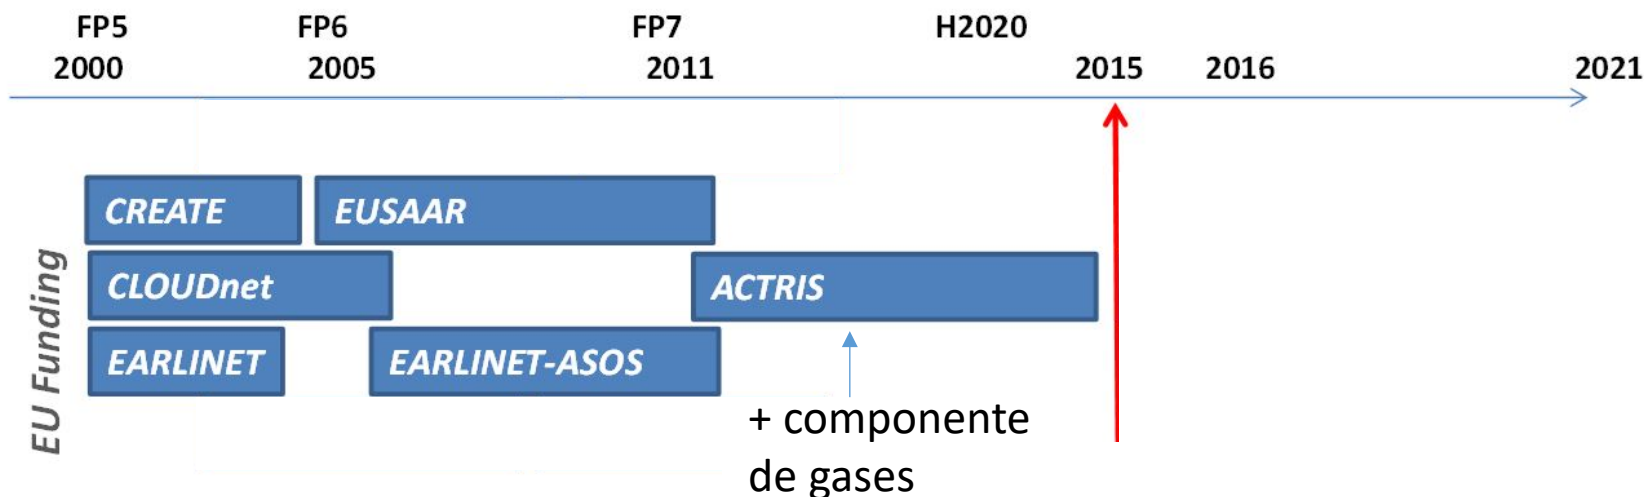 FP5 FP6 FP7 H2020
2000 2005 2011 2015 2016 2021
EU Funding
CREATE EUSAAR
CLOUDnet ACTRIS
EARLINET EARLINET-ASOS
+ componente
de gases